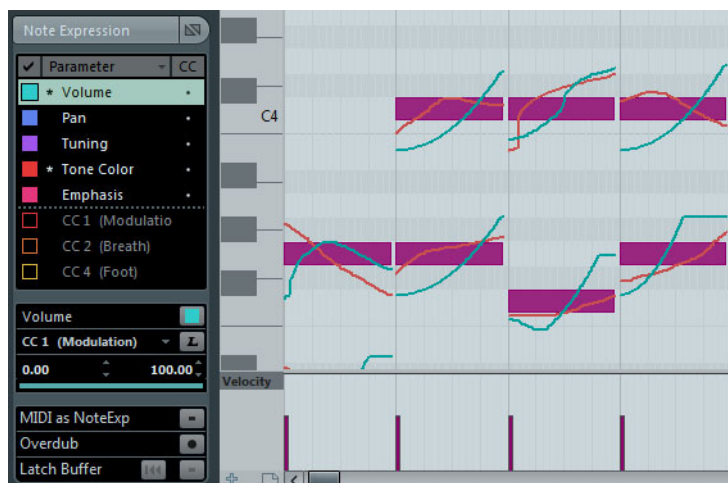 Note Expression
Parameter CC
* Volume
Pan
Tuning
* Tone Color
Emphasis
CC 1 (Modulatio
CC 2 (Breath)
CC 4 (Foot)
Volume
CC 1 (Modulation) L
0.00 100.00
MIDI as NoteExp
Overdub
Latch Buffer
C4
Velocity